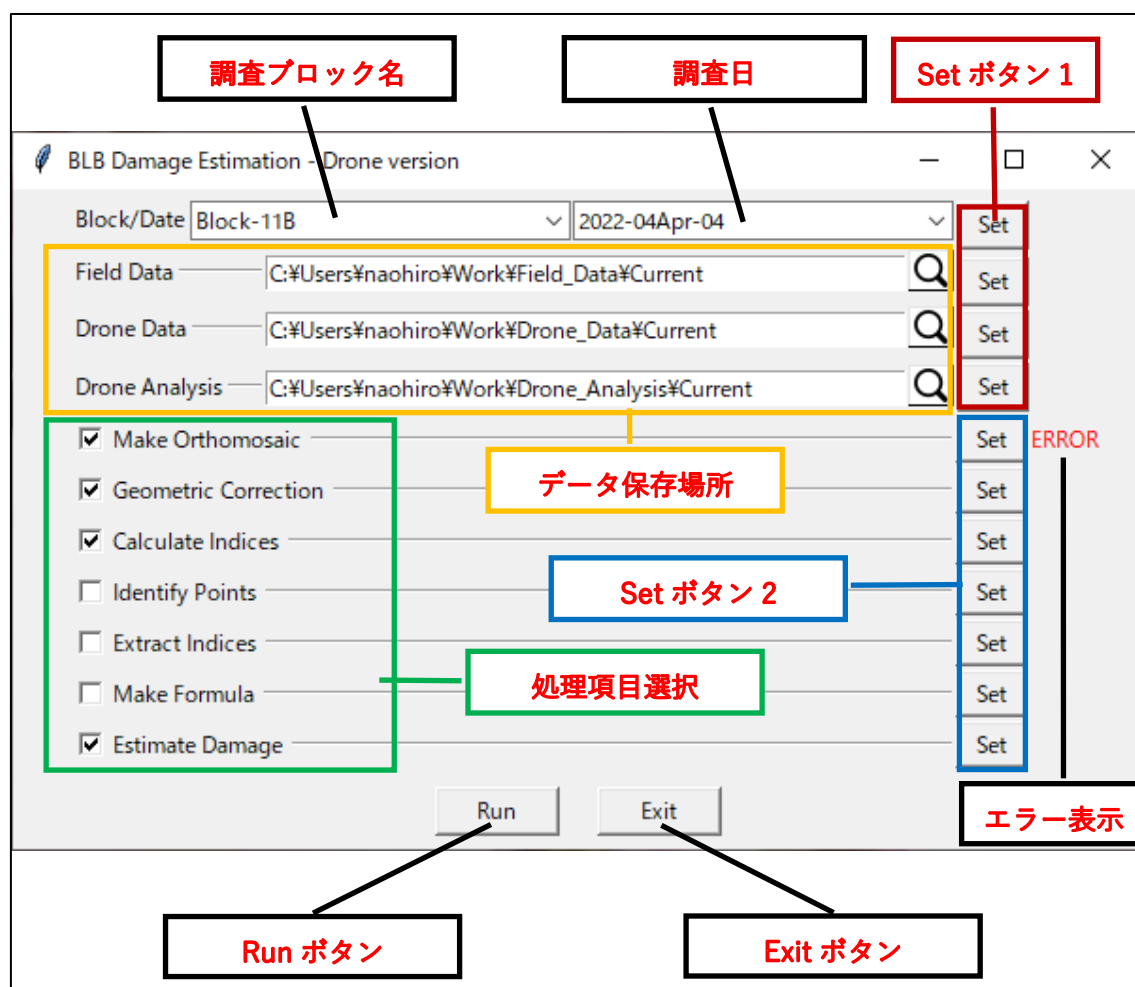 調査ブロック名
調査日
Set ボタン 1
BLB Damage Estimation - Drone version
Block/Date Block-11B 2022-04Apr-04 Set
Field Data C:¥Users¥naohiro¥Work¥Field_Data¥Current Set
Drone Data C:¥Users¥naohiro¥Work¥Drone_Data¥Current Set
Drone Analysis C:¥Users¥naohiro¥Work¥Drone_Analysis¥Current Set
Make Orthomosaic Set ERROR
データ保存場所
Geometric Correction Set
Calculate Indices Set
Identify Points Set
Set ボタン 2
Extract Indices Set
処理項目選択
Make Formula Set
Estimate Damage Set
Run Exit
エラー表示
Run ボタン
Exit ボタン